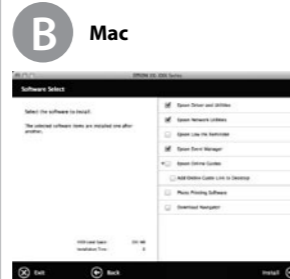 B Mac
EPSON
Series
Software Select
Select the software to install.
The selected software items are installed one after
another.
Epson Driver and Utilities
Epson Network Utilities
Epson Low Ink Reminder
Epson Event Manager
Epson Online Guides
Add Online Guide Link to Desktop
Photo Printing Software
Download Navigator
Exit
Back
Install